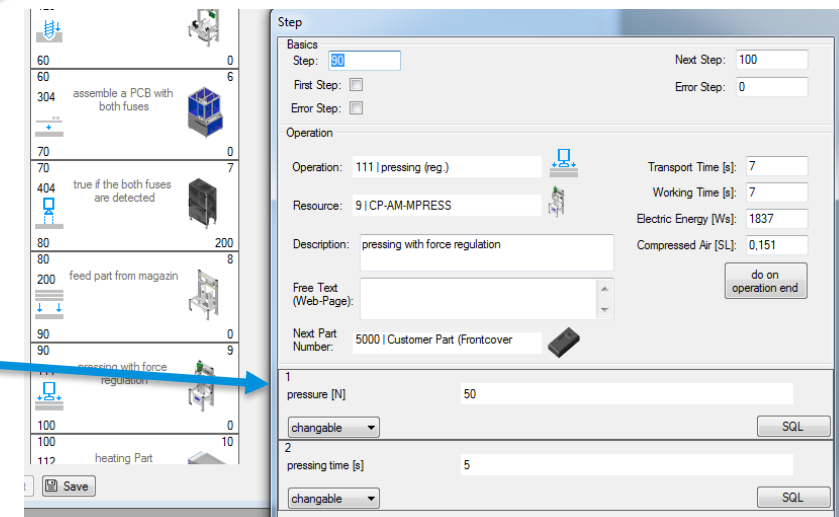 60 0
60 6
304 assemble a PCB with
both fuses
70 0
70 7
404 true if the both fuses
are detected
80 200
80 8
200 feed part from magazin
90 0
90 9
pressing with force
regulation
100 0
100 10
112 heating Part
Save
Step
Basics
Step: 90 Next Step: 100
First Step: Error Step: 0
Error Step:
Operation
Operation: 111 | pressing (reg.) Transport Time [s]: 7
Working Time [s]: 7
Resource: 9 | CP-AM-MPRESS
Electric Energy [Ws]: 1837
Description: pressing with force regulation Compressed Air [SL]: 0,151
do on
operation end
Free Text
(Web-Page):
Next Part
Number: 5000 | Customer Part (Frontcover
1
pressure [N] 50
changable SQL
2
pressing time [s] 5
changable SQL